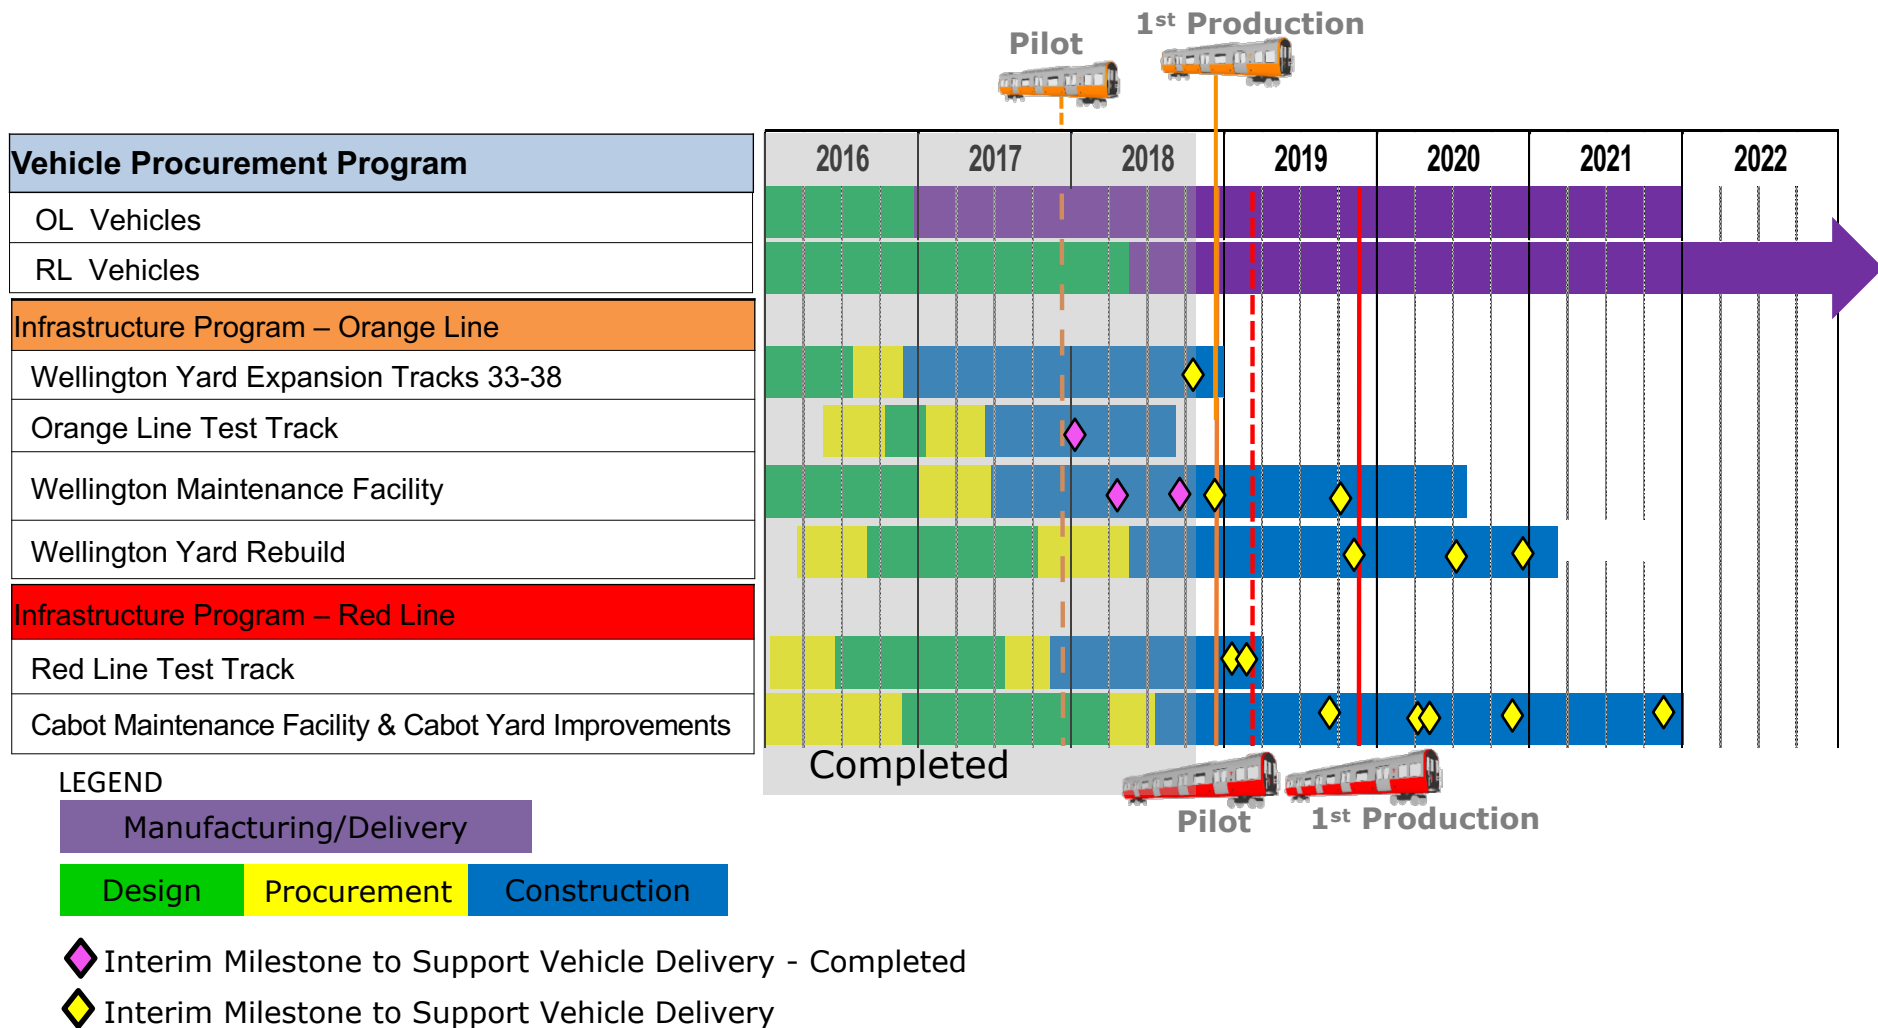 1st Production
Pilot
Vehicle Procurement Program
2016 2017 2018 2019 2020 2021 2022
OL Vehicles
RL Vehicles
Infrastructure Program – Orange Line
Wellington Yard Expansion Tracks 33-38
Orange Line Test Track
Wellington Maintenance Facility
Wellington Yard Rebuild
Infrastructure Program – Red Line
Red Line Test Track
Cabot Maintenance Facility & Cabot Yard Improvements
Completed
Pilot
1st Production
LEGEND
Manufacturing/Delivery
Design Procurement Construction
Interim Milestone to Support Vehicle Delivery - Completed
Interim Milestone to Support Vehicle Delivery